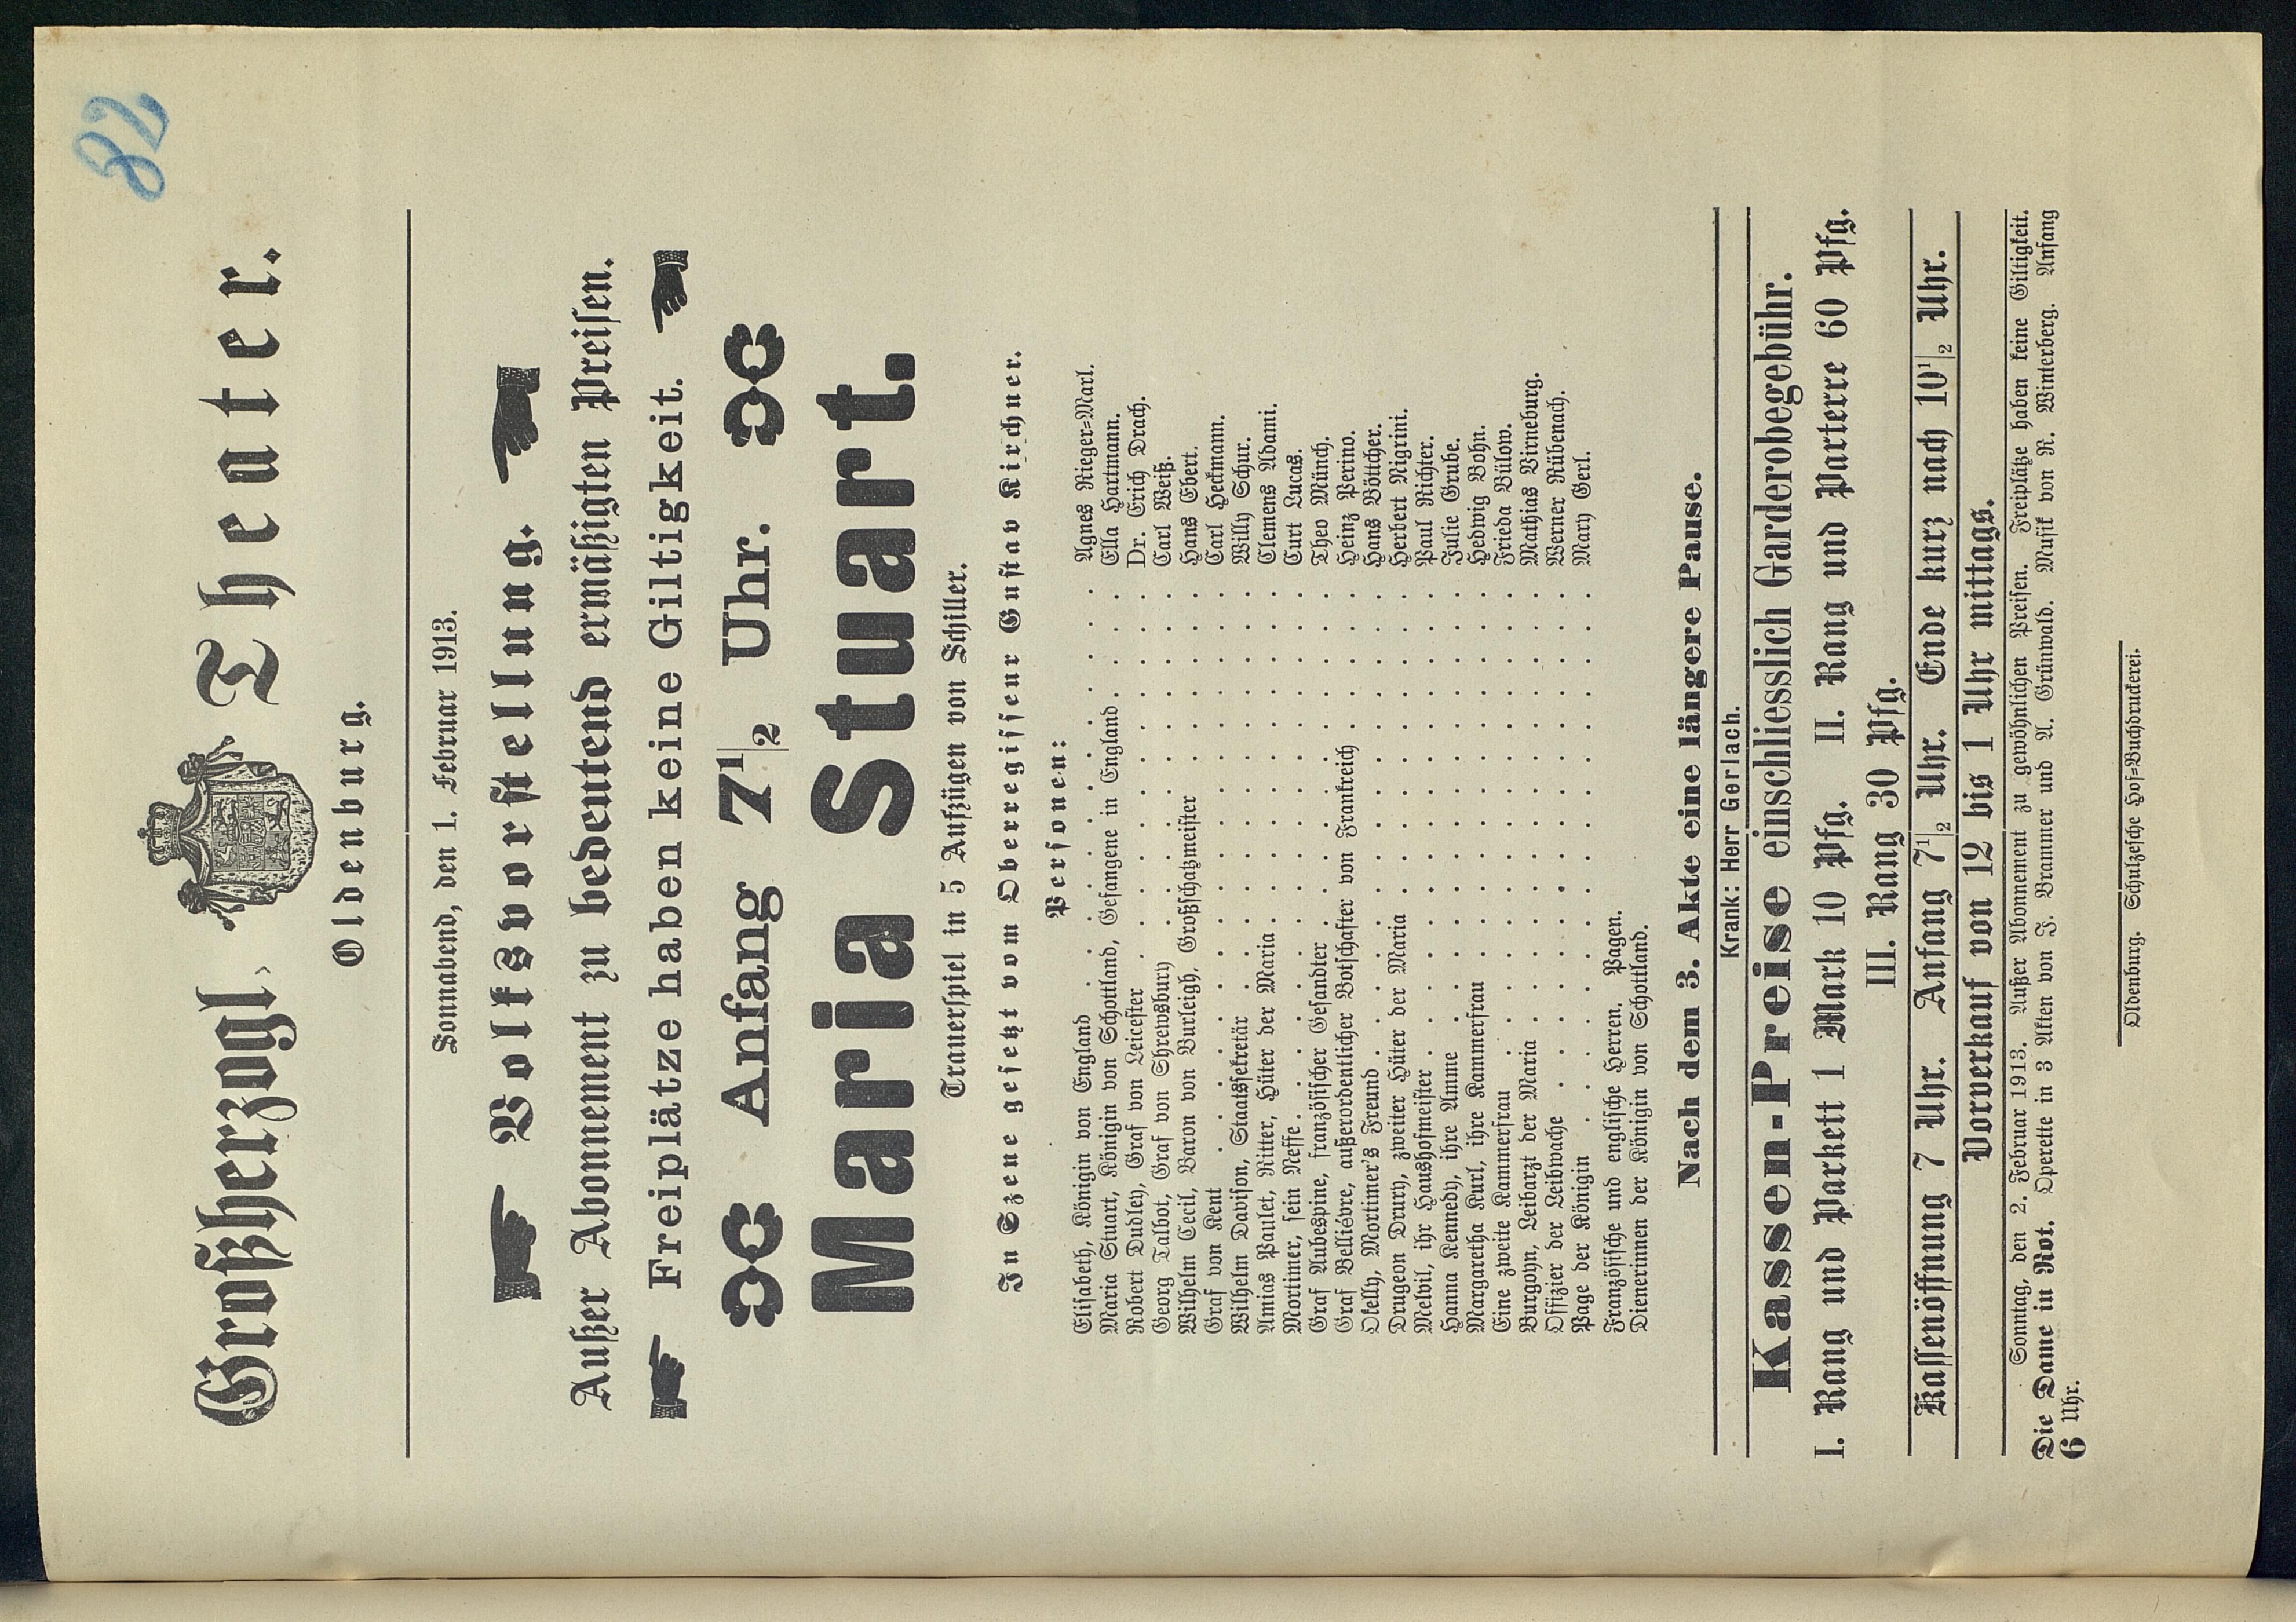 82
Großherzogl. Theater.
Oldenburg.
Sonnabend, den 1. Februar 1913.
Volksvorstellung.
Außer Abonnement zu bedeutend ermäßigten Preisen.
Freiplätze haben keine Giltigkeit.
Anfang 7 1/2 Uhr.
Maria Stuart.
Trauerspiel in 5 Aufzügen von Schiller.
In Szene gesetzt vom Oberregisseur Gustav Kirchner.
Personen:
Elisabeth, Königin von England . . . . . . . . Agnes Rieger-Marl.
Maria Stuart, Königin von Schottland, Gefangene in England . . . Ella Hartmann.
Robert Dudley, Graf von Leicester . . . . . . . . Dr. Erich Drach.
Georg Talbot, Graf von Shrewsbury . . . . . . . . Carl Weiß.
Wilhelm Cecil, Baron von Burleigh, Großschatzmeister . . . . Hans Ebert.
Graf von Kent . . . . . . . . . . Carl Heckmann.
Wilhelm Davison, Staatssekretär . . . . . . . . Willy Schur.
Amias Paulet, Ritter, Hüter der Maria . . . . . . . Clemens Adami.
Mortimer, sein Neffe . . . . . . . . . . Curt Lucas.
Graf Aubespine, französischer Gesandter . . . . . . . Theo Münch.
Graf Belliévre, außerordentlicher Botschafter von Frankreich . . . Heinz Perino.
Okelly, Mortimer's Freund . . . . . . . . . Hans Böttcher.
Drugeon Drury, zweiter Hüter der Maria . . . . . . Herbert Nigrini.
Melvil, ihr Haushofmeister . . . . . . . . . Paul Richter.
Hanna Kennedy, ihre Amme . . . . . . . . . Julie Grube.
Margaretha Kurl, ihre Kammerfrau . . . . . . . . Hedwig Bohn.
Eine zweite Kammerfrau . . . . . . . . . Frieda Bülow.
Burgoyn, Leibarzt der Maria . . . . . . . . . Mathias Virneburg.
Offizier der Leibwache . . . . . . . . . Werner Rübenach.
Page der Königin . . . . . . . . . . Mary Gerl.
Französische und englische Herren. Pagen.
Dienerinnen der Königin von Schottland.
Nach dem 3. Akte eine längere Pause.
Krank: Herr Gerlach.
Kassen-Preise einschliesslich Garderobegebühr.
I. Rang und Parkett 1 Mark 10 Pfg. II. Rang und Parterre 60 Pfg.
III. Rang 30 Pfg.
Kassenöffnung 7 Uhr. Anfang 7 1/2 Uhr. Ende kurz nach 10 1/2 Uhr.
Vorverkauf von 12 bis 1 Uhr mittags.
Sonntag, den 2. Februar 1913. Außer Abonement zu gewöhnlichen Preisen. Freiplätze haben keine Giltigkeit.
Die Dame in Rot. Operette in 3 Akten von J. Brammer und A. Grünwald. Musik von R. Winterberg. Anfang
6 Uhr.
Oldenburg. Schulzesche Hof-Buchdruckerei.